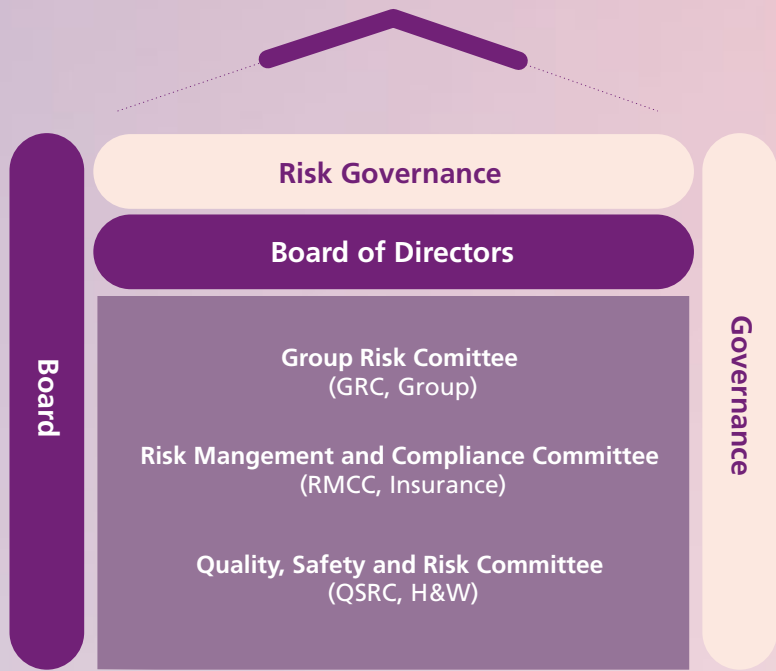 Risk Governance
Board of Directors
Board
Governance
Group Risk Comittee
(GRC, Group)
Risk Mangement and Compliance Committee
(RMCC, Insurance)
Quality, Safety and Risk Committee
(QSRC, H&W)